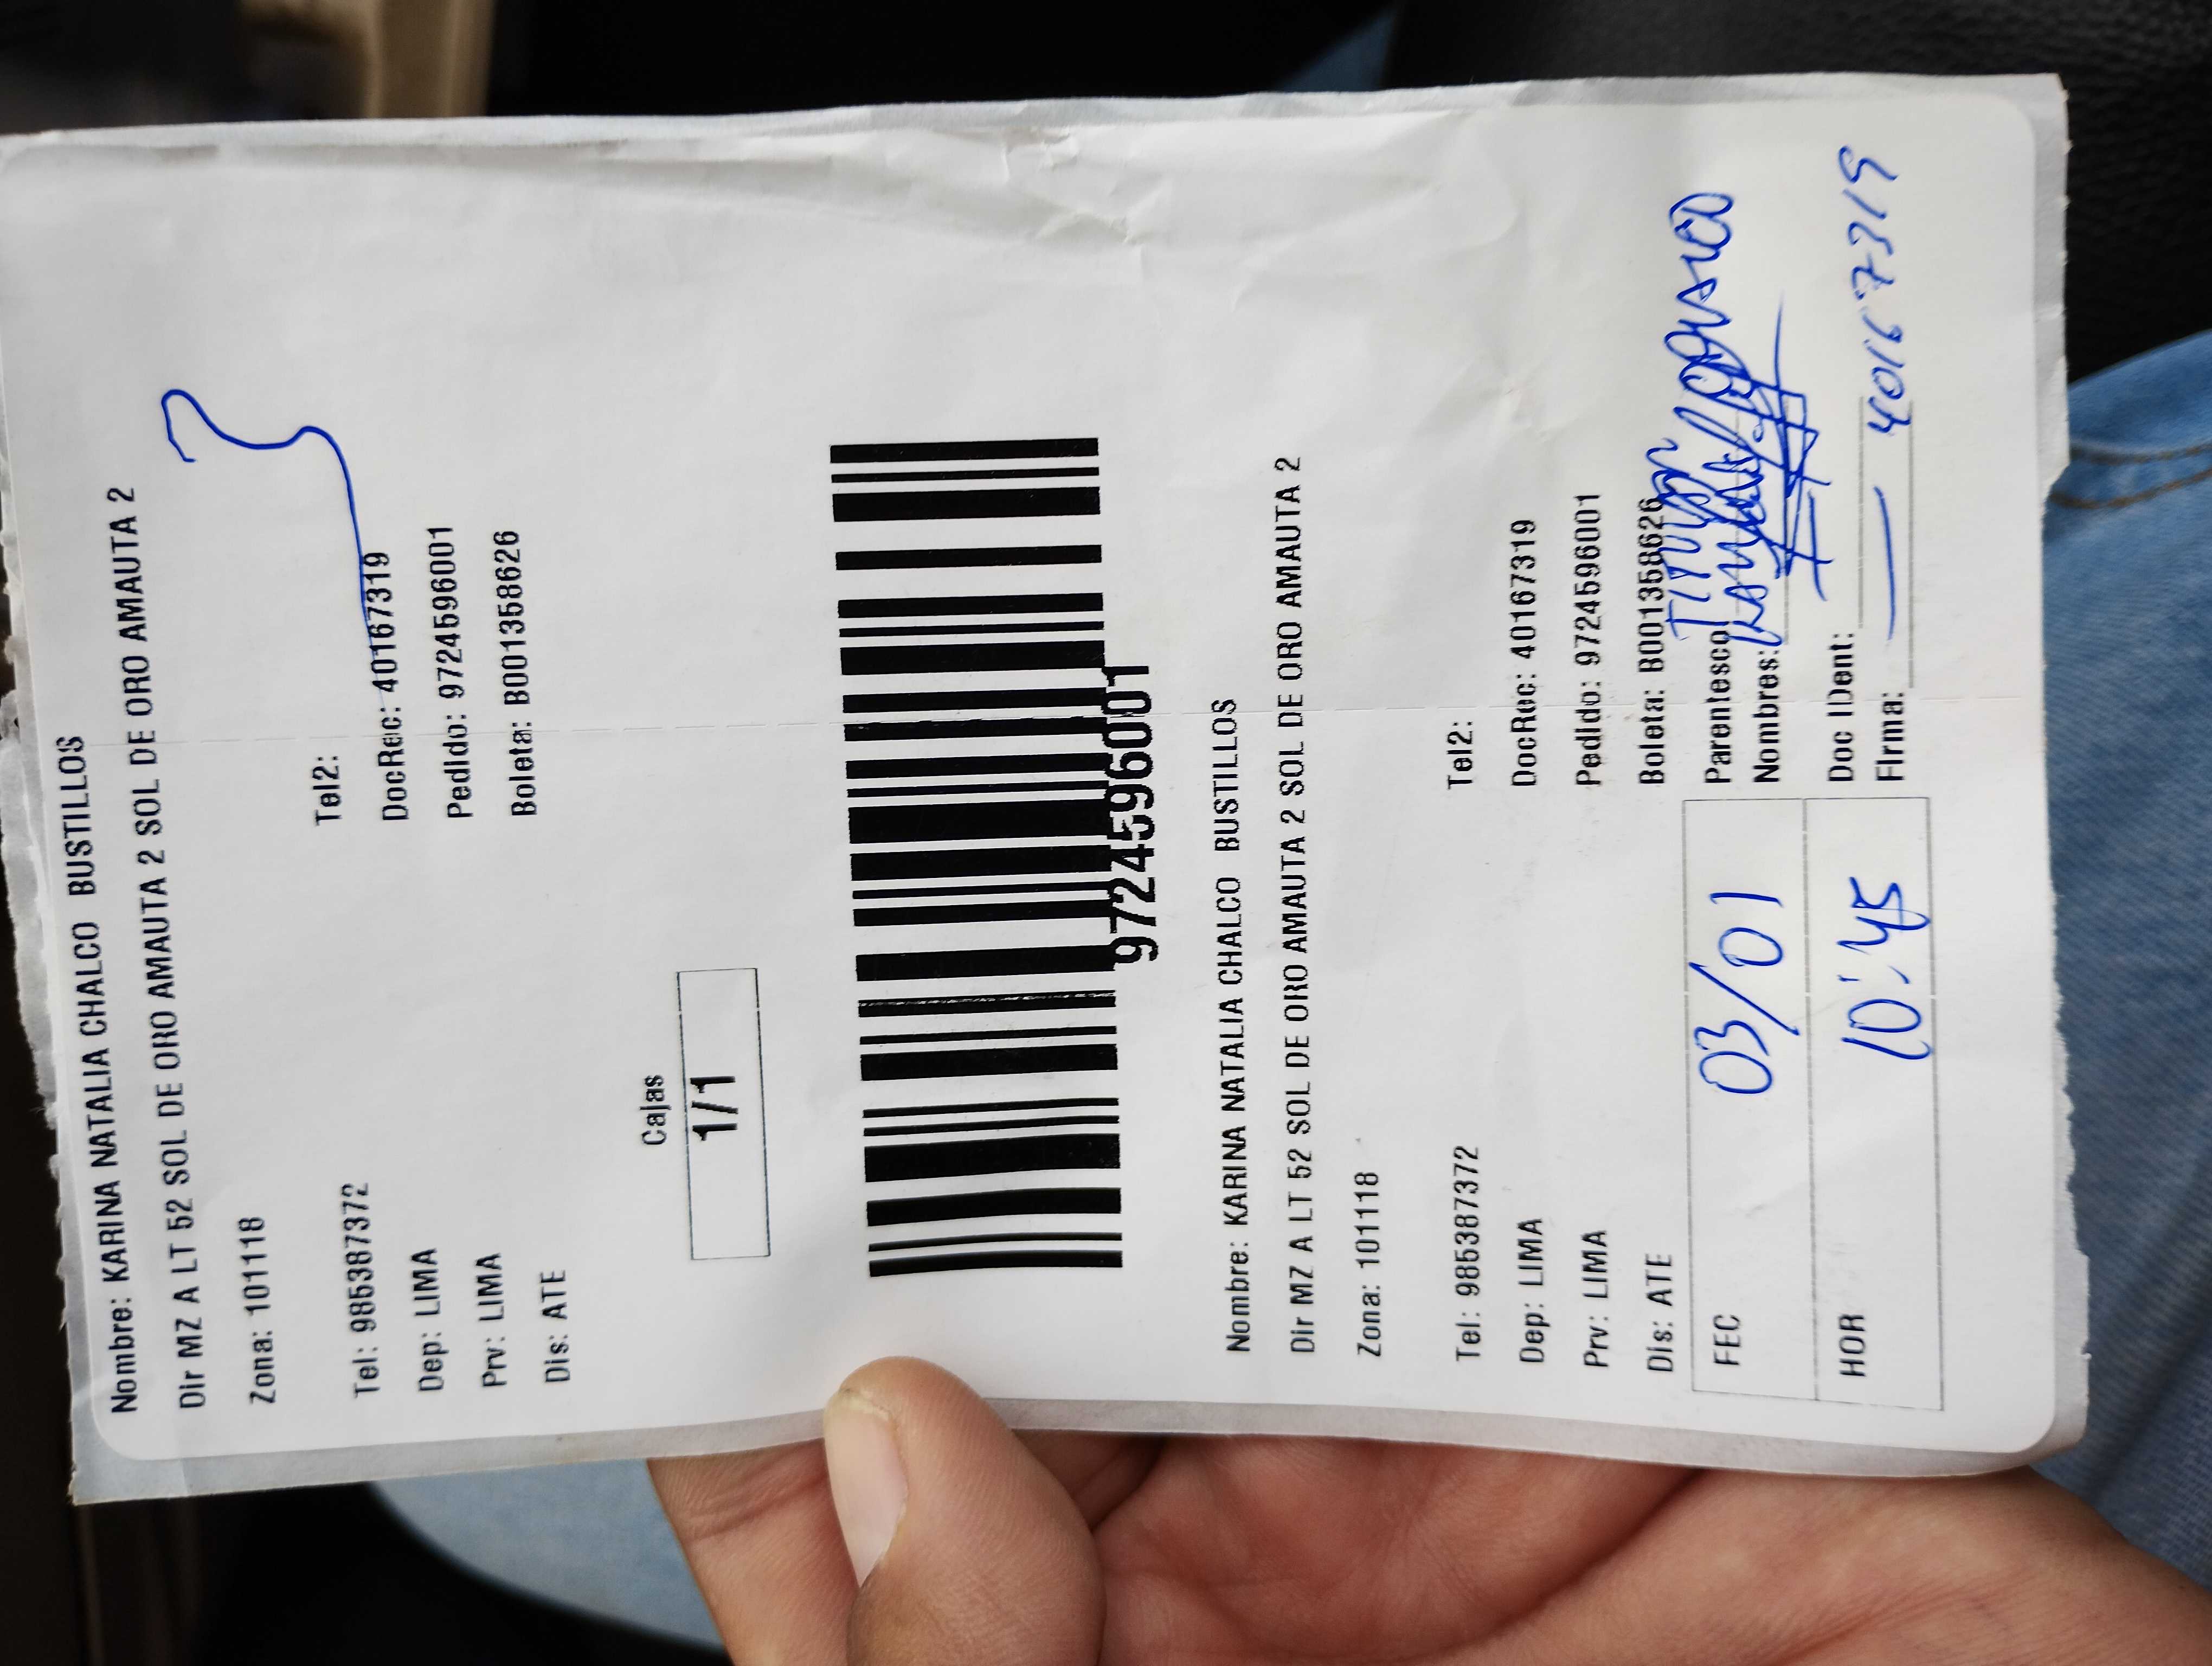 Nombre: KARINA NATALIA CHALCO BUSTILLOS
Dir MZ A LT 52 SOL DE ORO AMAUTA 2 SOL DE ORO AMAUTA 2
Zona: 101118
Tel: 985387372 Tel2:
Dep: LIMA DocRec: 40167319
Prv: LIMA Pedido: 9724596001
Dis: ATE Boleta: B001358626
Cajas
1/1
9724596001
Nombre: KARINA NATALIA CHALCO BUSTILLOS
Dir MZ A LT 52 SOL DE ORO AMAUTA 2 SOL DE ORO AMAUTA 2
Zona: 101118
Tel: 985387372 Tel2:
Dep: LIMA DocRec: 40167319
Prv: LIMA Pedido: 9724596001
Dis: ATE Boleta: B001358626
FEC 03/01 Parentesco
Nombres:
HOR 10:45 Doc IDent:
Firma: 40167319